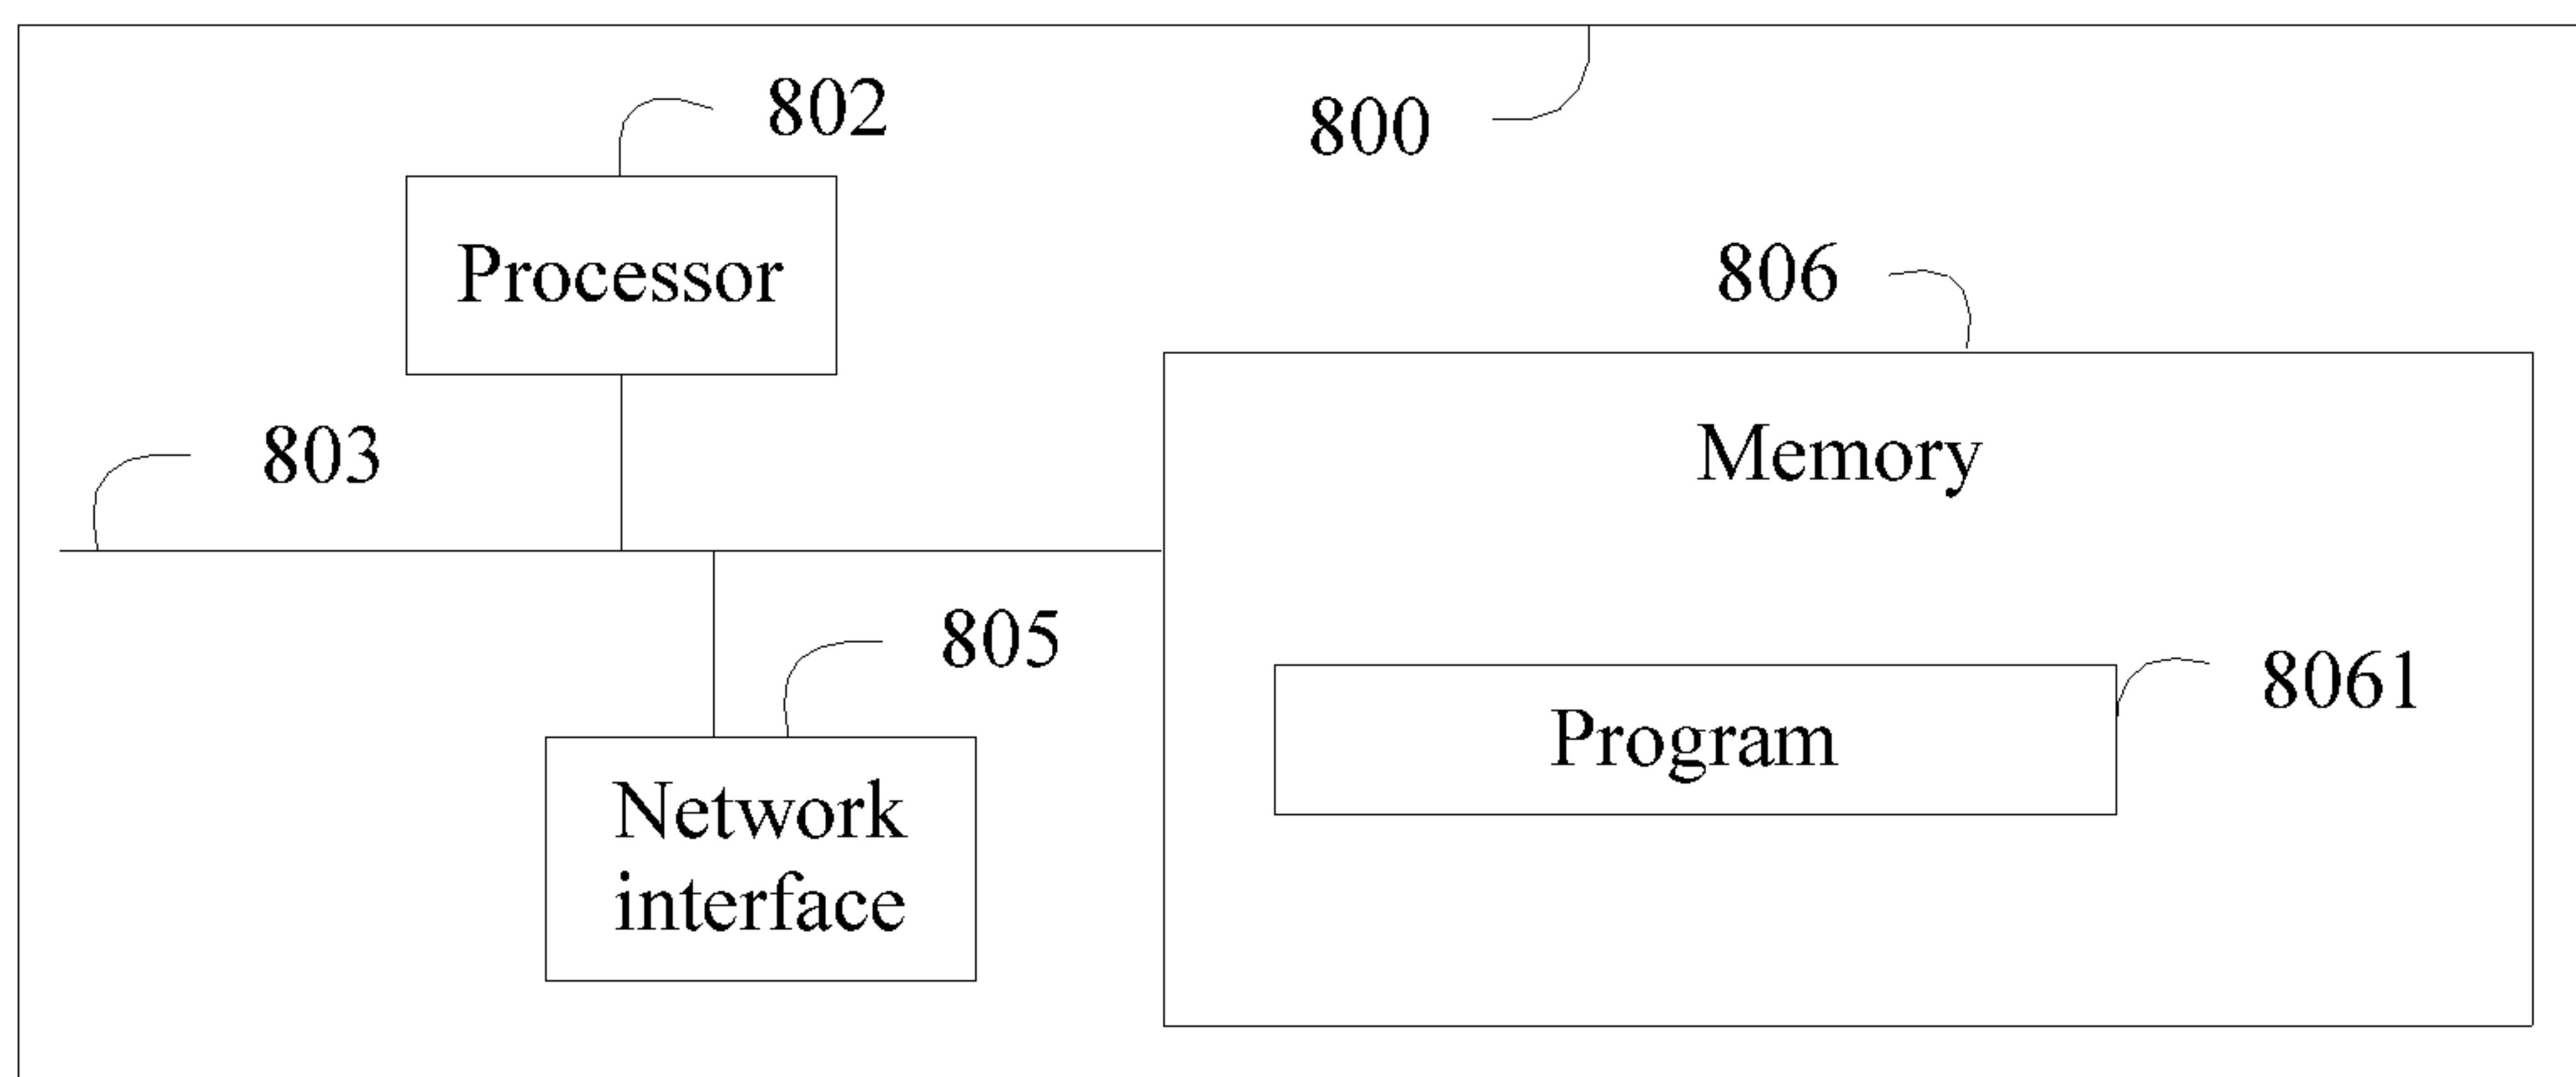 802
800
Processor
806
803
Memory
805
8061
Program
Network
interface